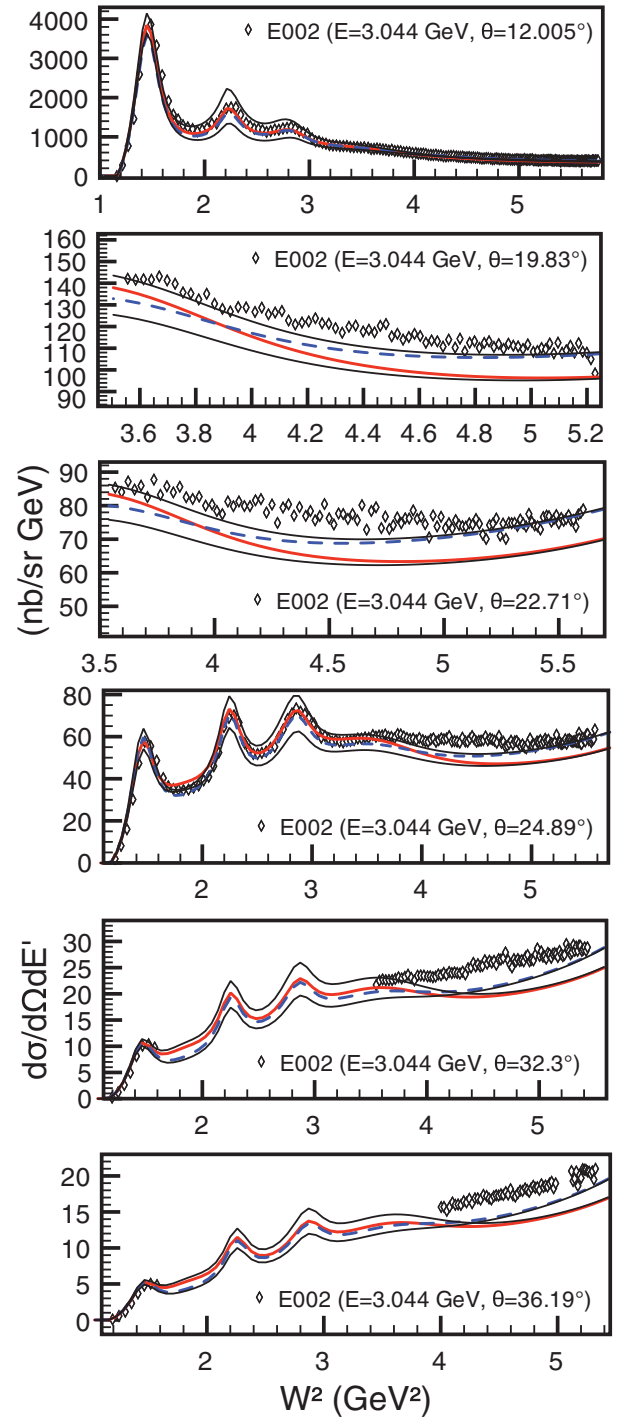 4000
3000
2000
1000
0
E002 (E=3.044 GeV, θ=12.005°)
1 2 3 4 5
160
150
140
130
120
110
100
90
E002 (E=3.044 GeV, θ=19.83°)
3.6 3.8 4 4.2 4.4 4.6 4.8 5 5.2
90
80
70
60
50
E002 (E=3.044 GeV, θ=22.71°)
3.5 4 4.5 5 5.5
(nb/sr GeV)
80
60
40
20
0
E002 (E=3.044 GeV, θ=24.89°)
2 3 4 5
dσ/dΩdE'
30
25
20
15
10
5
0
E002 (E=3.044 GeV, θ=32.3°)
2 3 4 5
20
15
10
5
0
E002 (E=3.044 GeV, θ=36.19°)
2 3 4 5
W² (GeV²)